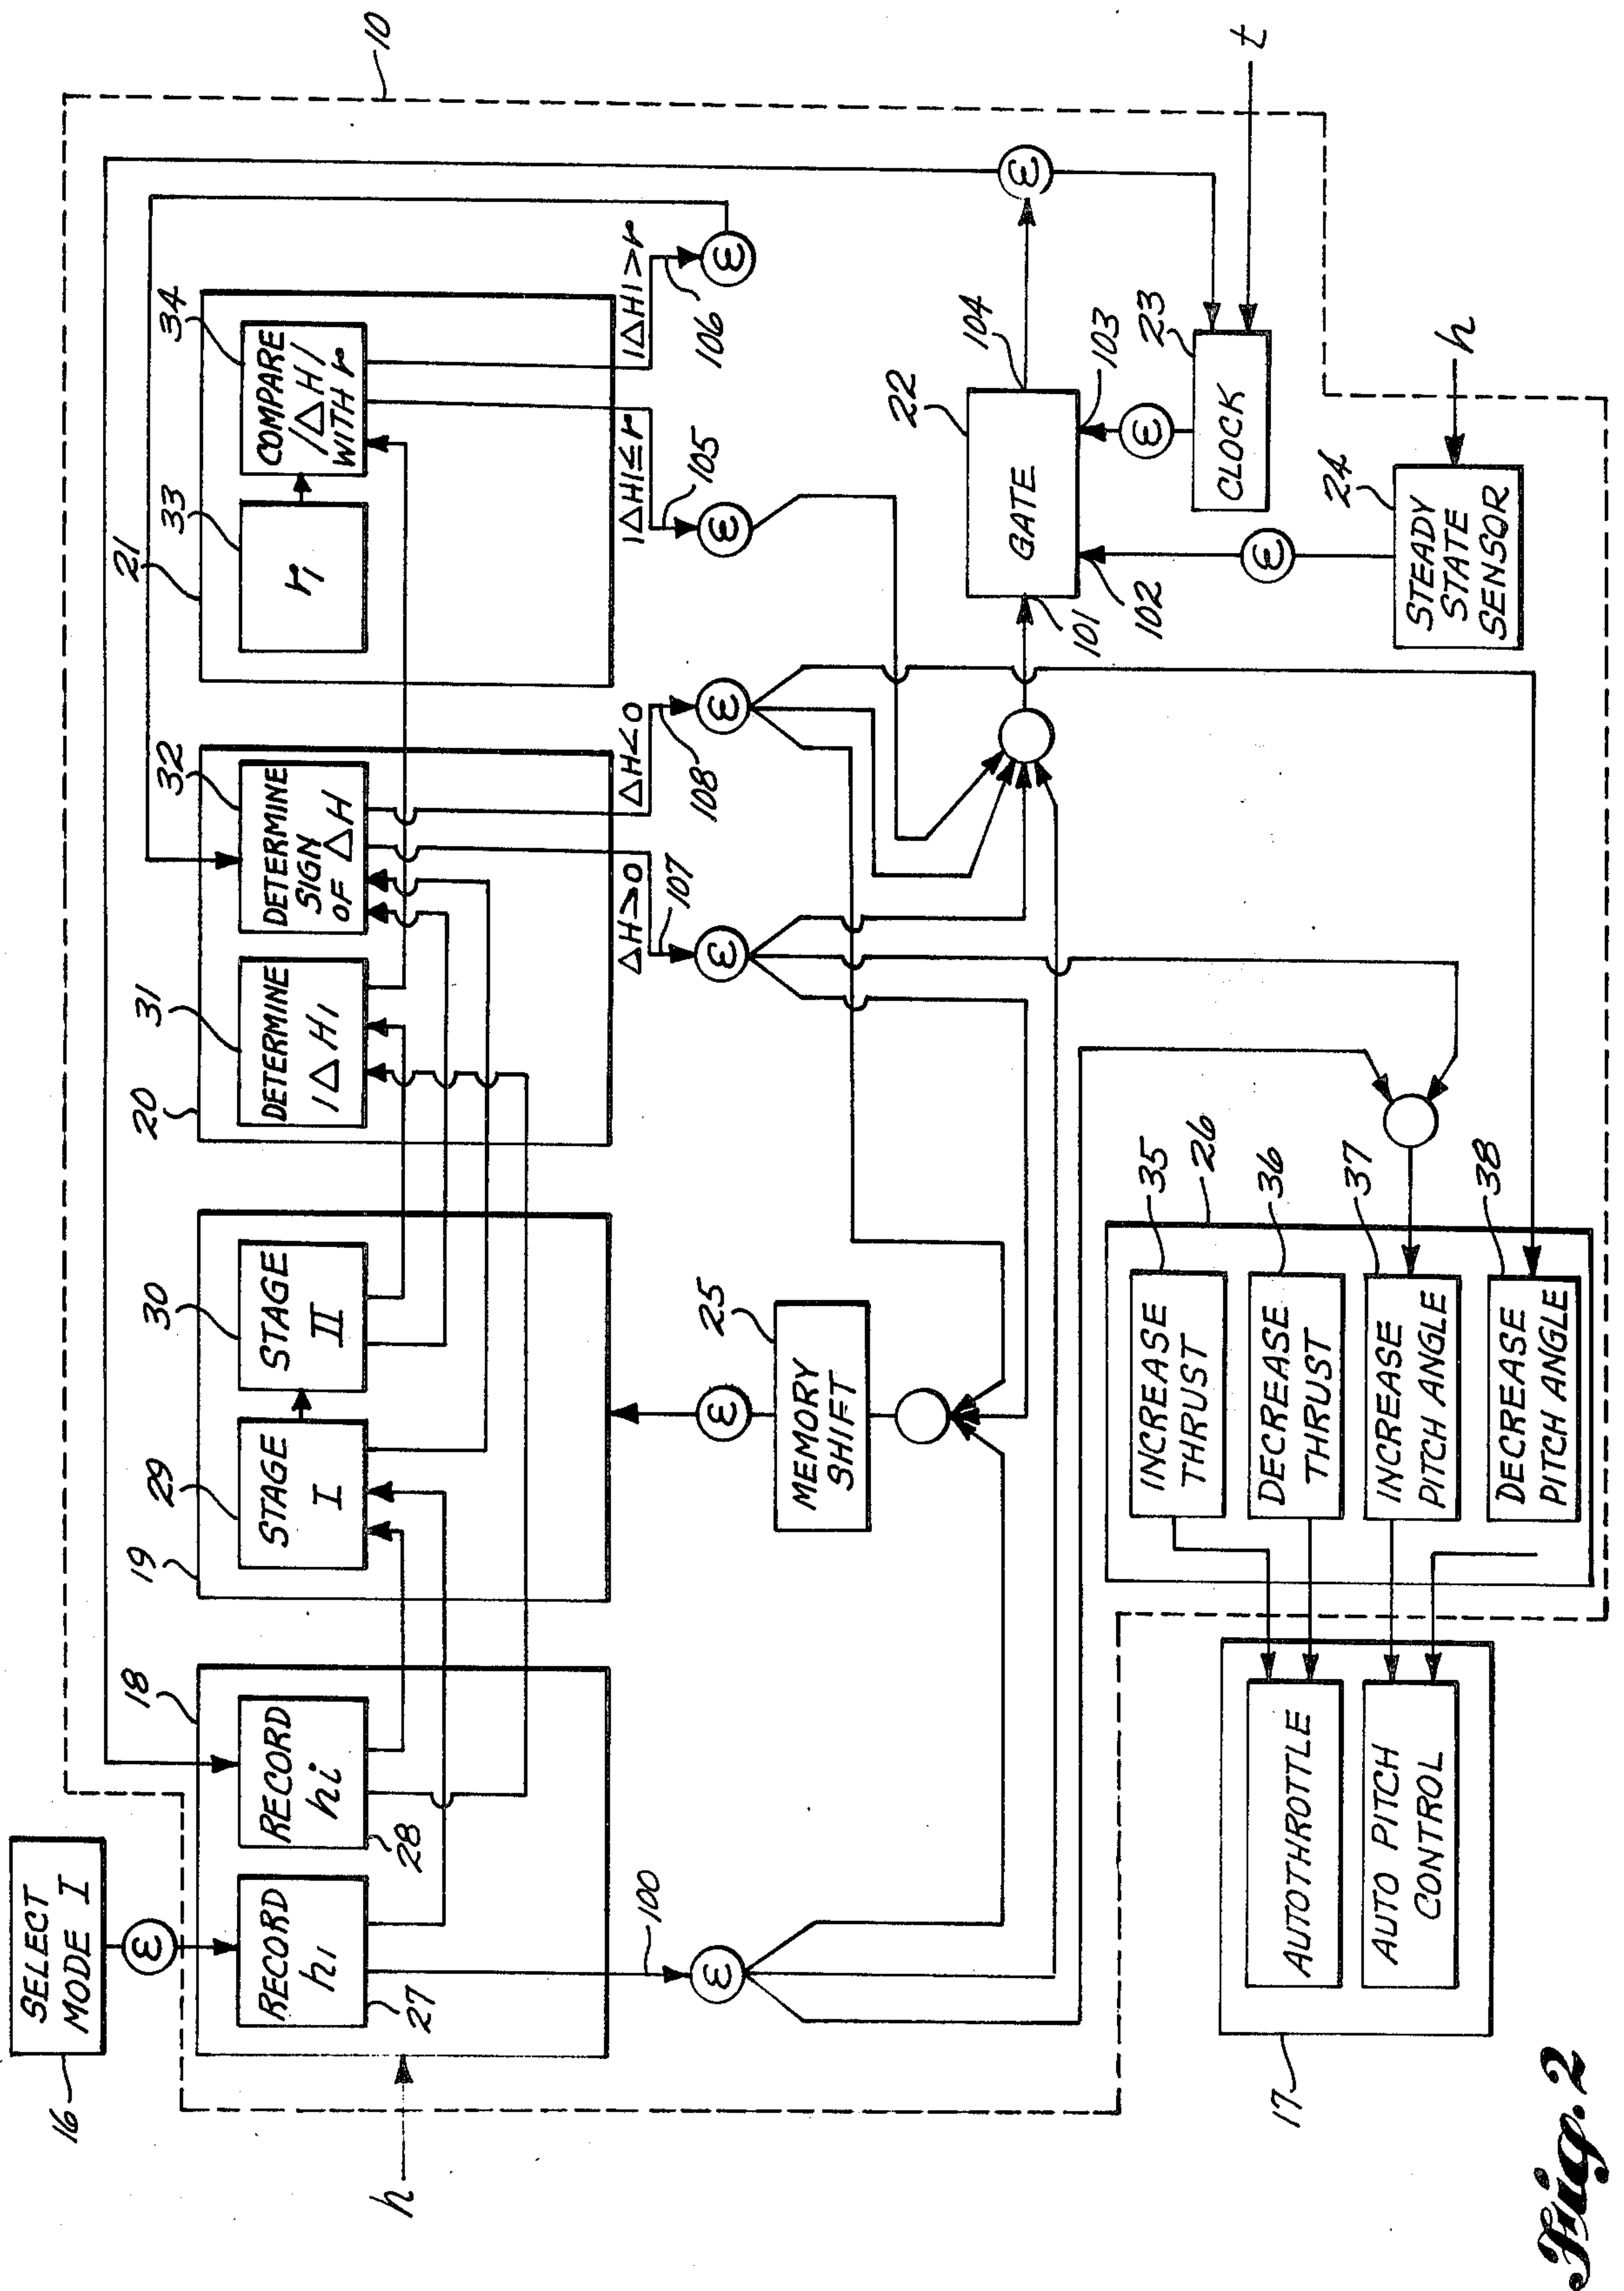 10
16
SELECT
MODE I
ε
h
18
RECORD
h1
27
RECORD
hi
28
100
ε
19
29
STAGE
I
30
STAGE
II
20
31
DETERMINE
|ΔH|
32
DETERMINE
SIGN
OF ΔH
21
33
r1
34
COMPARE
/ΔH/
WITH r
ΔH>0
107
ε
ΔH<0
108
ε
|ΔH|≤r
105
ε
|ΔH|>r
106
ε
25
MEMORY
SHIFT
ε
22
GATE
101
102
103
104
ε
ε
ε
23
CLOCK
t
24
STEADY
STATE
SENSOR
h
26
35
INCREASE
THRUST
36
DECREASE
THRUST
37
INCREASE
PITCH ANGLE
38
DECREASE
PITCH ANGLE
17
AUTOTHROTTLE
AUTO PITCH
CONTROL
Fig. 2